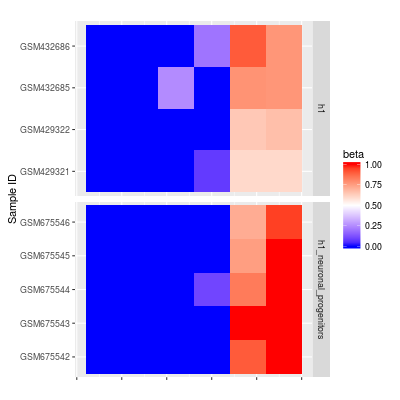 Sample ID
GSM432686
GSM432685
GSM429322
GSM429321
h1
GSM675546
GSM675545
GSM675544
GSM675543
GSM675542
h1_neuronal_progenitors
beta
1.00
0.75
0.50
0.25
0.00